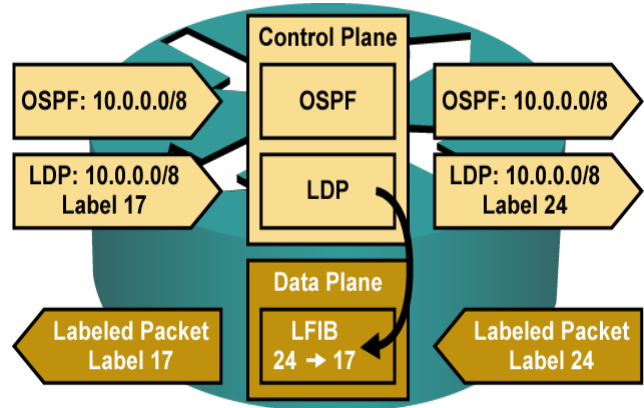 Control Plane
OSPF: 10.0.0.0/8
OSPF
OSPF: 10.0.0.0/8
LDP: 10.0.0.0/8
Label 17
LDP
LDP: 10.0.0.0/8
Label 24
Data Plane
Labeled Packet
Label 17
LFIB
24 → 17
Labeled Packet
Label 24